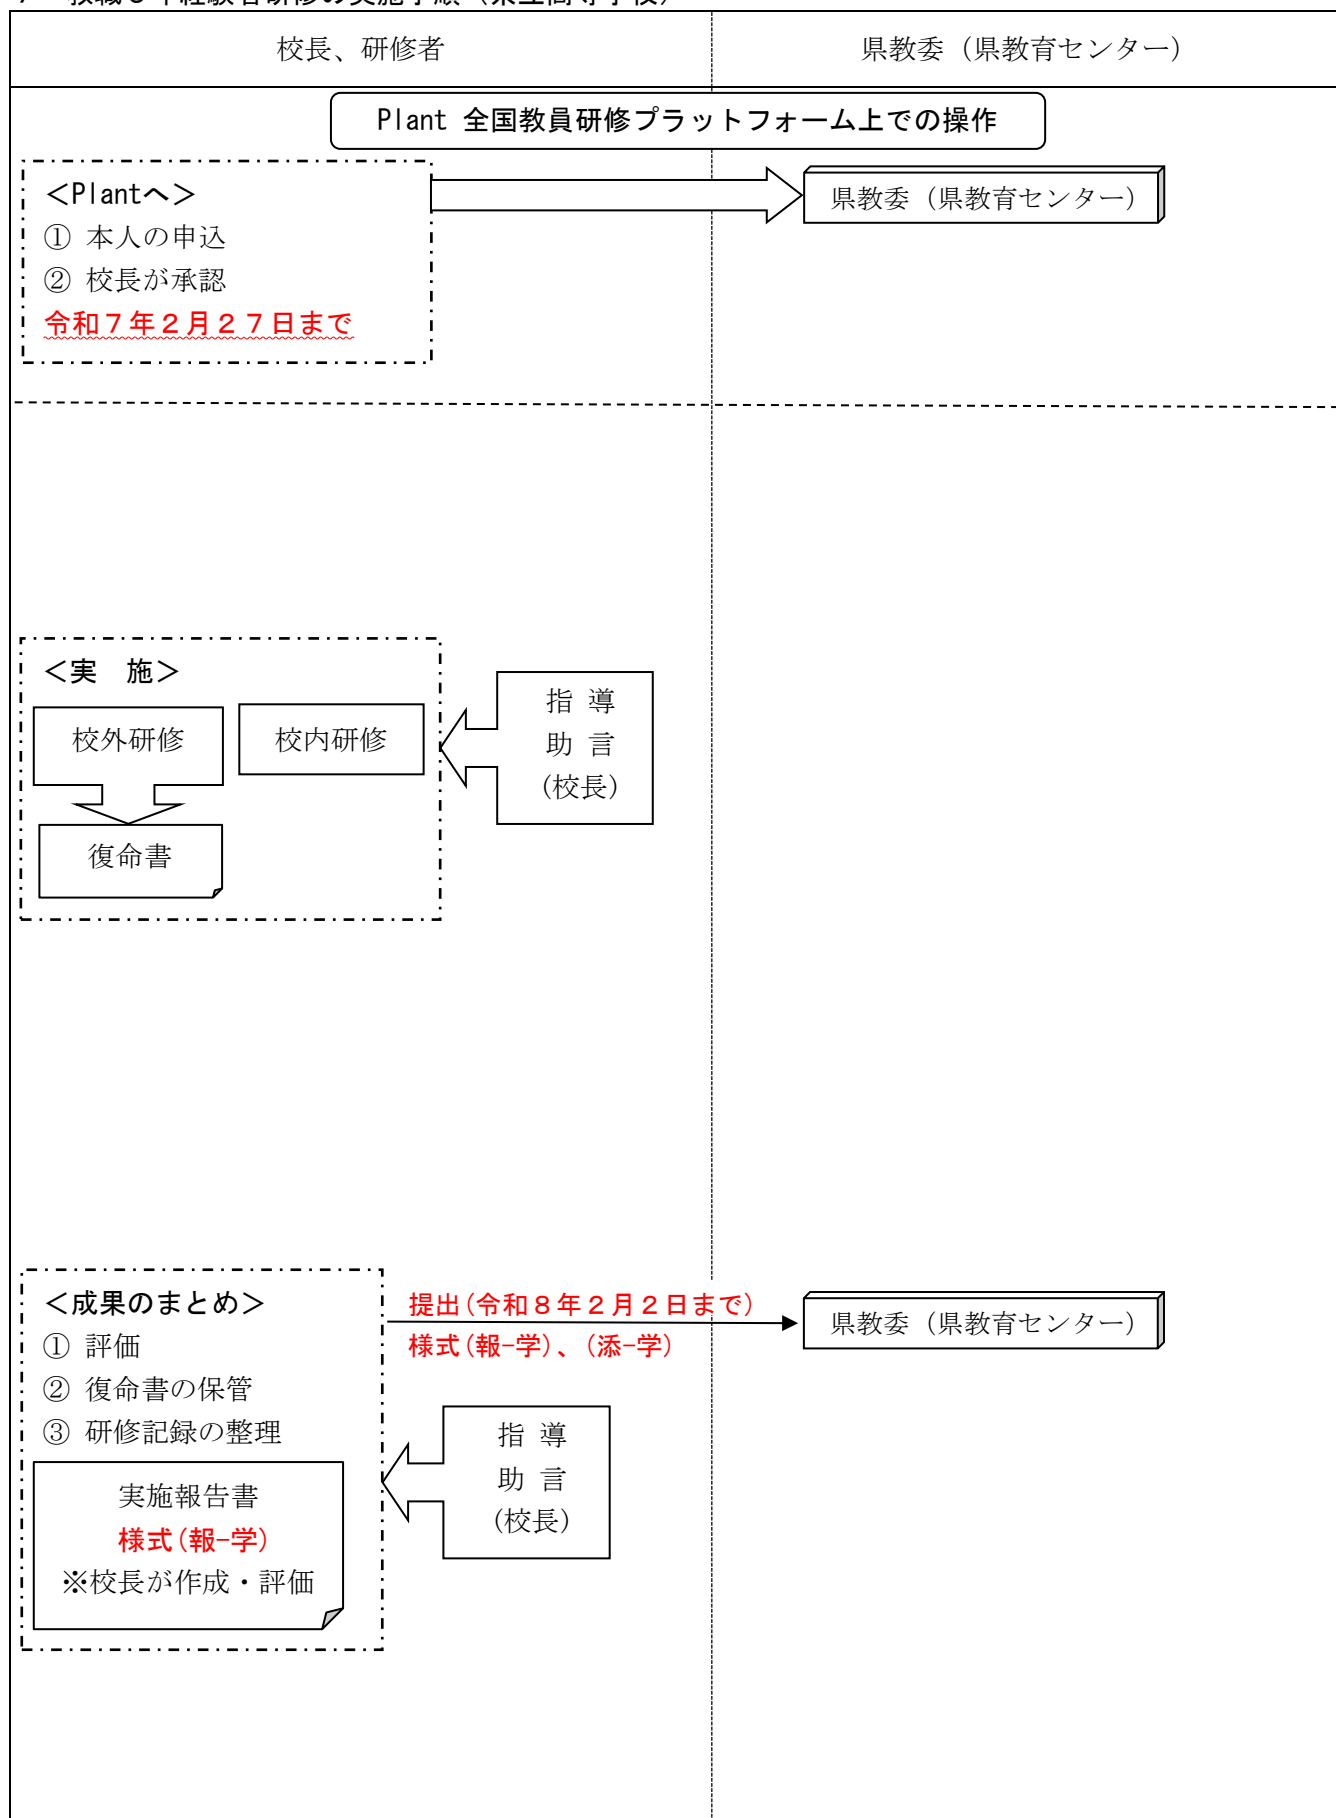 校長、研修者
県教委（県教育センター）
Plant 全国教員研修プラットフォーム上での操作
＜Plantへ＞
① 本人の申込
② 校長が承認
令和７年２月２７日まで
県教委（県教育センター）
＜実　施＞
校外研修
校内研修
復命書
指 導
助 言
(校長)
＜成果のまとめ＞
① 評価
② 復命書の保管
③ 研修記録の整理
実施報告書
様式(報-学)
※校長が作成・評価
提出(令和８年２月２日まで)
様式(報-学)、(添-学)
県教委（県教育センター）
指 導
助 言
(校長)